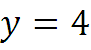 y = 4